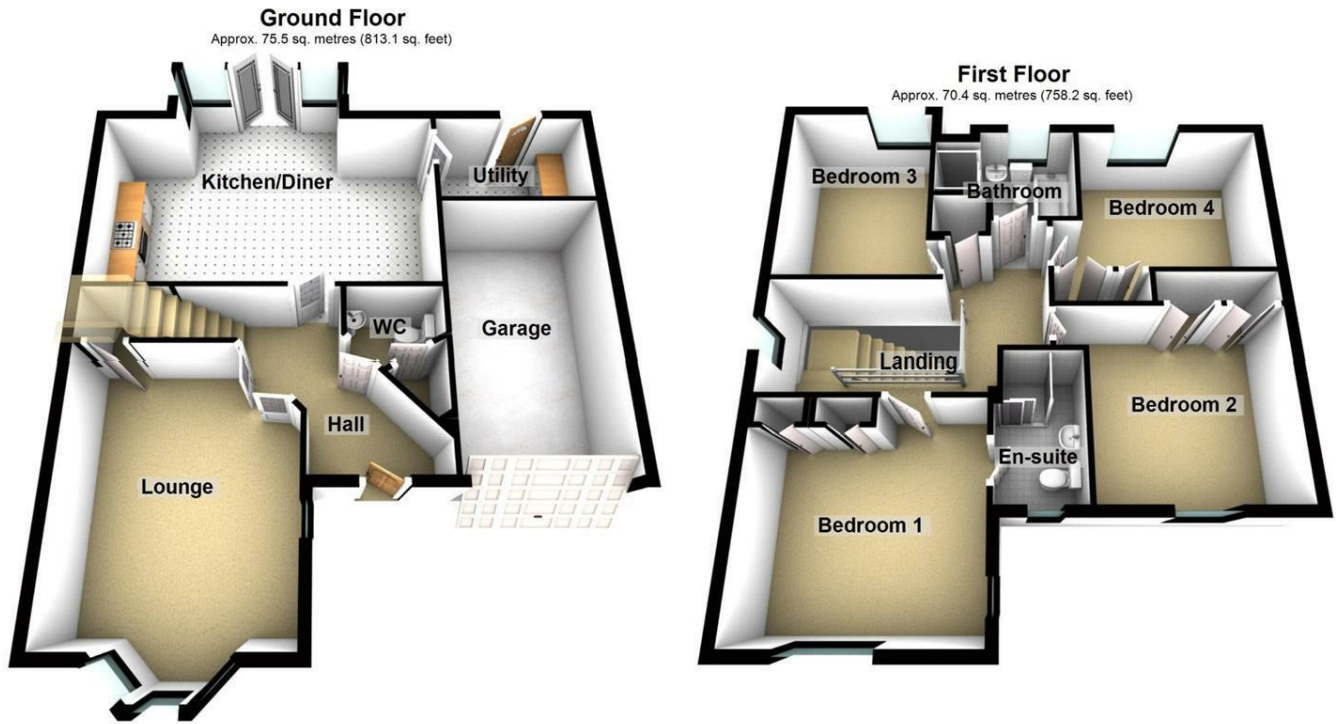 Ground Floor
Approx. 75.5 sq. metres (813.1 sq. feet)
Kitchen/Diner
Utility
WC
Garage
Hall
Lounge
First Floor
Approx. 70.4 sq. metres (758.2 sq. feet)
Bedroom 3
Bathroom
Bedroom 4
Landing
Bedroom 2
En-suite
Bedroom 1